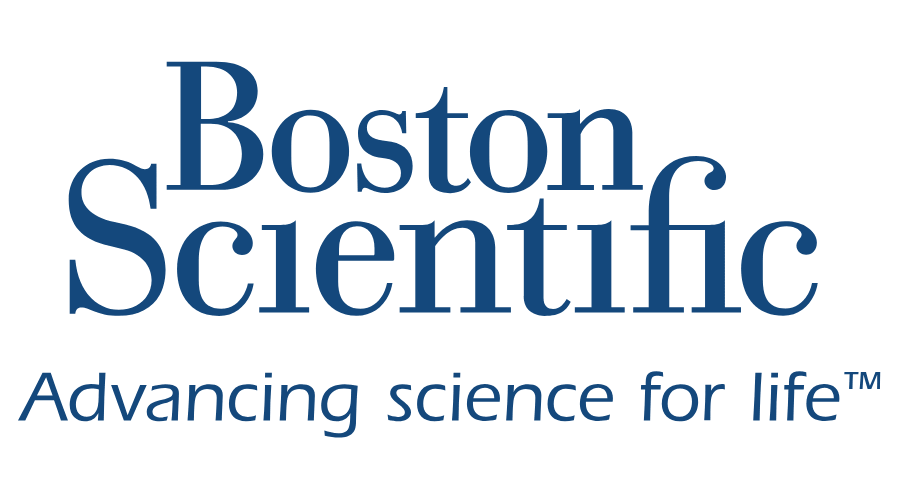 Boston
Scientific
Advancing science for life™